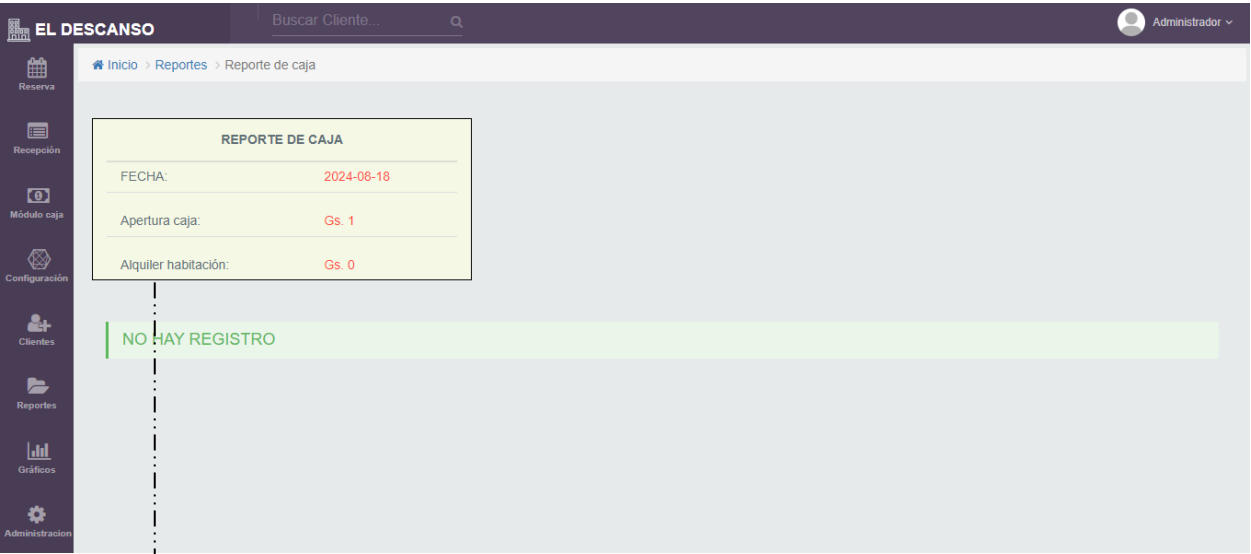 EL DESCANSO
Buscar Cliente...
Administrador
Inicio > Reportes > Reporte de caja
Reserva
Recepción
Módulo caja
Configuración
Clientes
Reportes
Gráficos
Administracion
REPORTE DE CAJA
FECHA: 2024-08-18
Apertura caja: Gs. 1
Alquiler habitación: Gs. 0
NO HAY REGISTRO